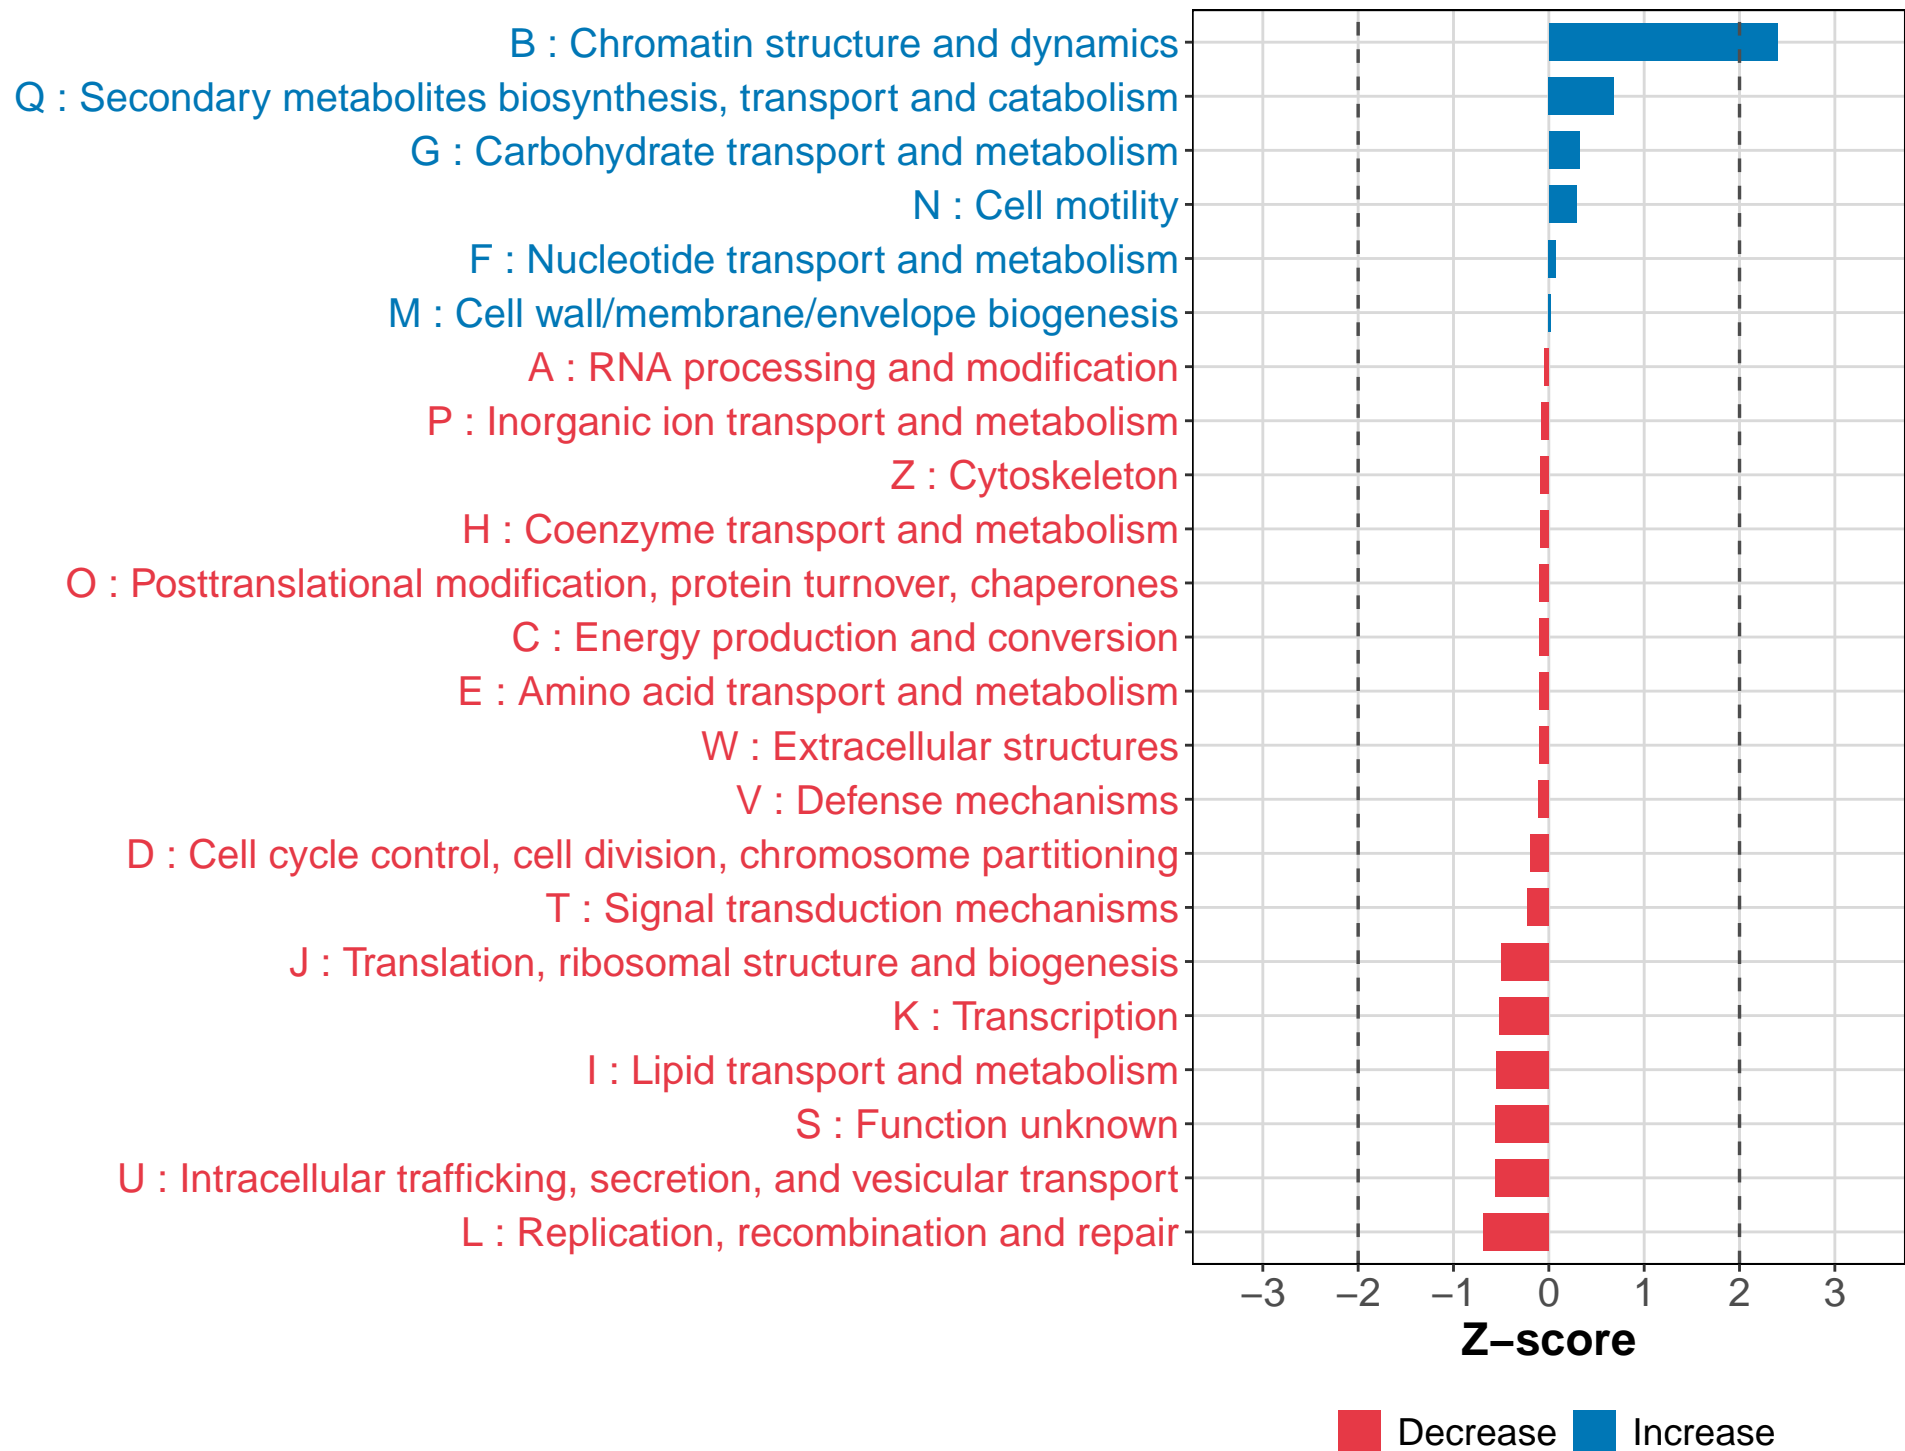 B : Chromatin structure and dynamics
Q : Secondary metabolites biosynthesis, transport and catabolism
G : Carbohydrate transport and metabolism
N : Cell motility
F : Nucleotide transport and metabolism
M : Cell wall/membrane/envelope biogenesis
A : RNA processing and modification
P : Inorganic ion transport and metabolism
Z : Cytoskeleton
H : Coenzyme transport and metabolism
O : Posttranslational modification, protein turnover, chaperones
C : Energy production and conversion
E : Amino acid transport and metabolism
W : Extracellular structures
V : Defense mechanisms
D : Cell cycle control, cell division, chromosome partitioning
T : Signal transduction mechanisms
J : Translation, ribosomal structure and biogenesis
K : Transcription
I : Lipid transport and metabolism
S : Function unknown
U : Intracellular trafficking, secretion, and vesicular transport
L : Replication, recombination and repair
−3 −2 −1 0 1 2 3
Z−score
Decrease Increase